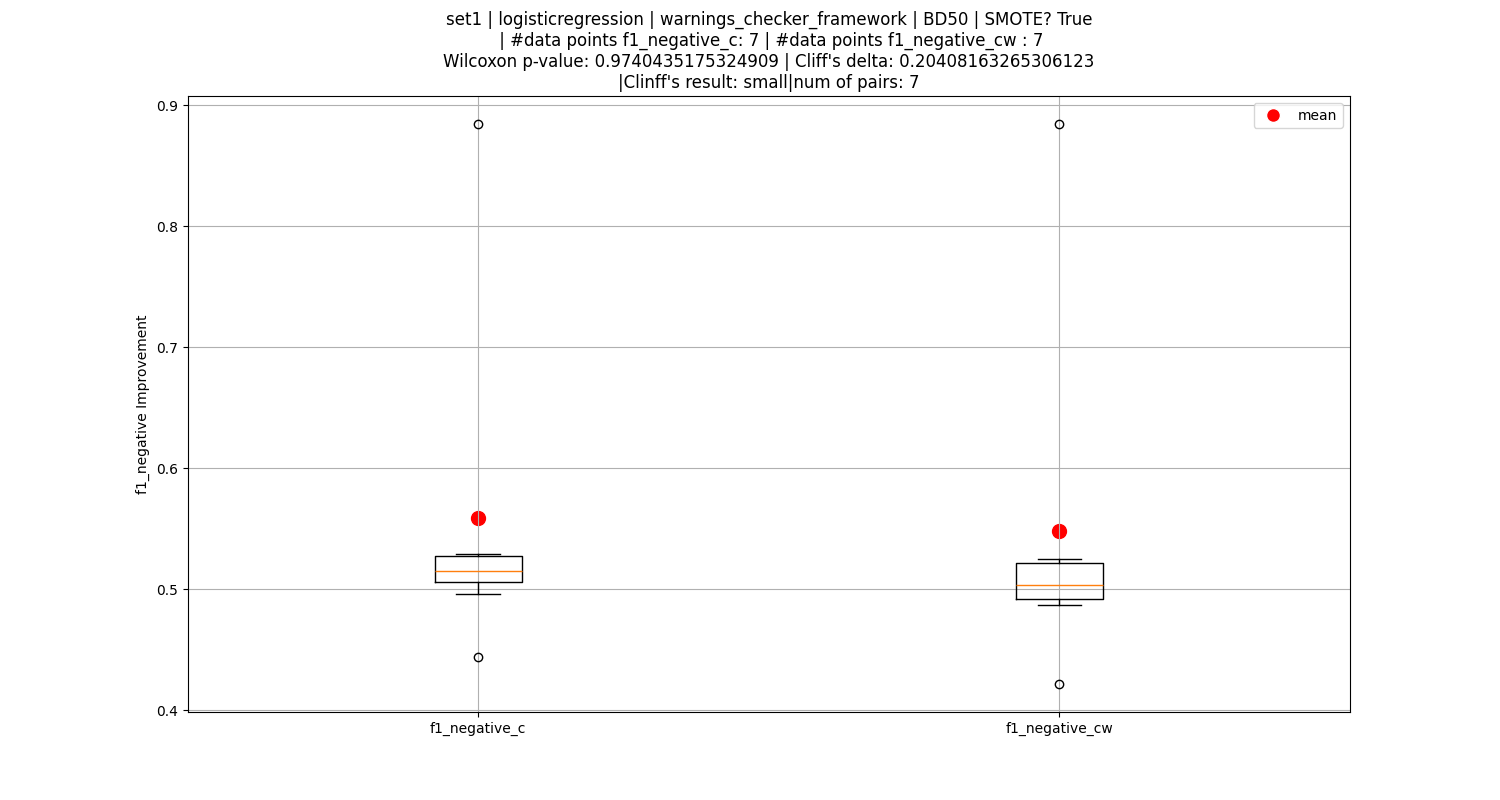 set1 | logisticregression | warnings_checker_framework | BD50 | SMOTE? True
| #data points f1_negative_c: 7 | #data points f1_negative_cw : 7
Wilcoxon p-value: 0.9740435175324909 | Cliff's delta: 0.20408163265306123
|Clinff's result: small|num of pairs: 7
mean
f1_negative Improvement
0.9
0.8
0.7
0.6
0.5
0.4
f1_negative_c
f1_negative_cw